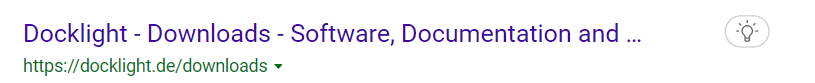 Docklight - Downloads - Software, Documentation and ...
https://docklight.de/downloads